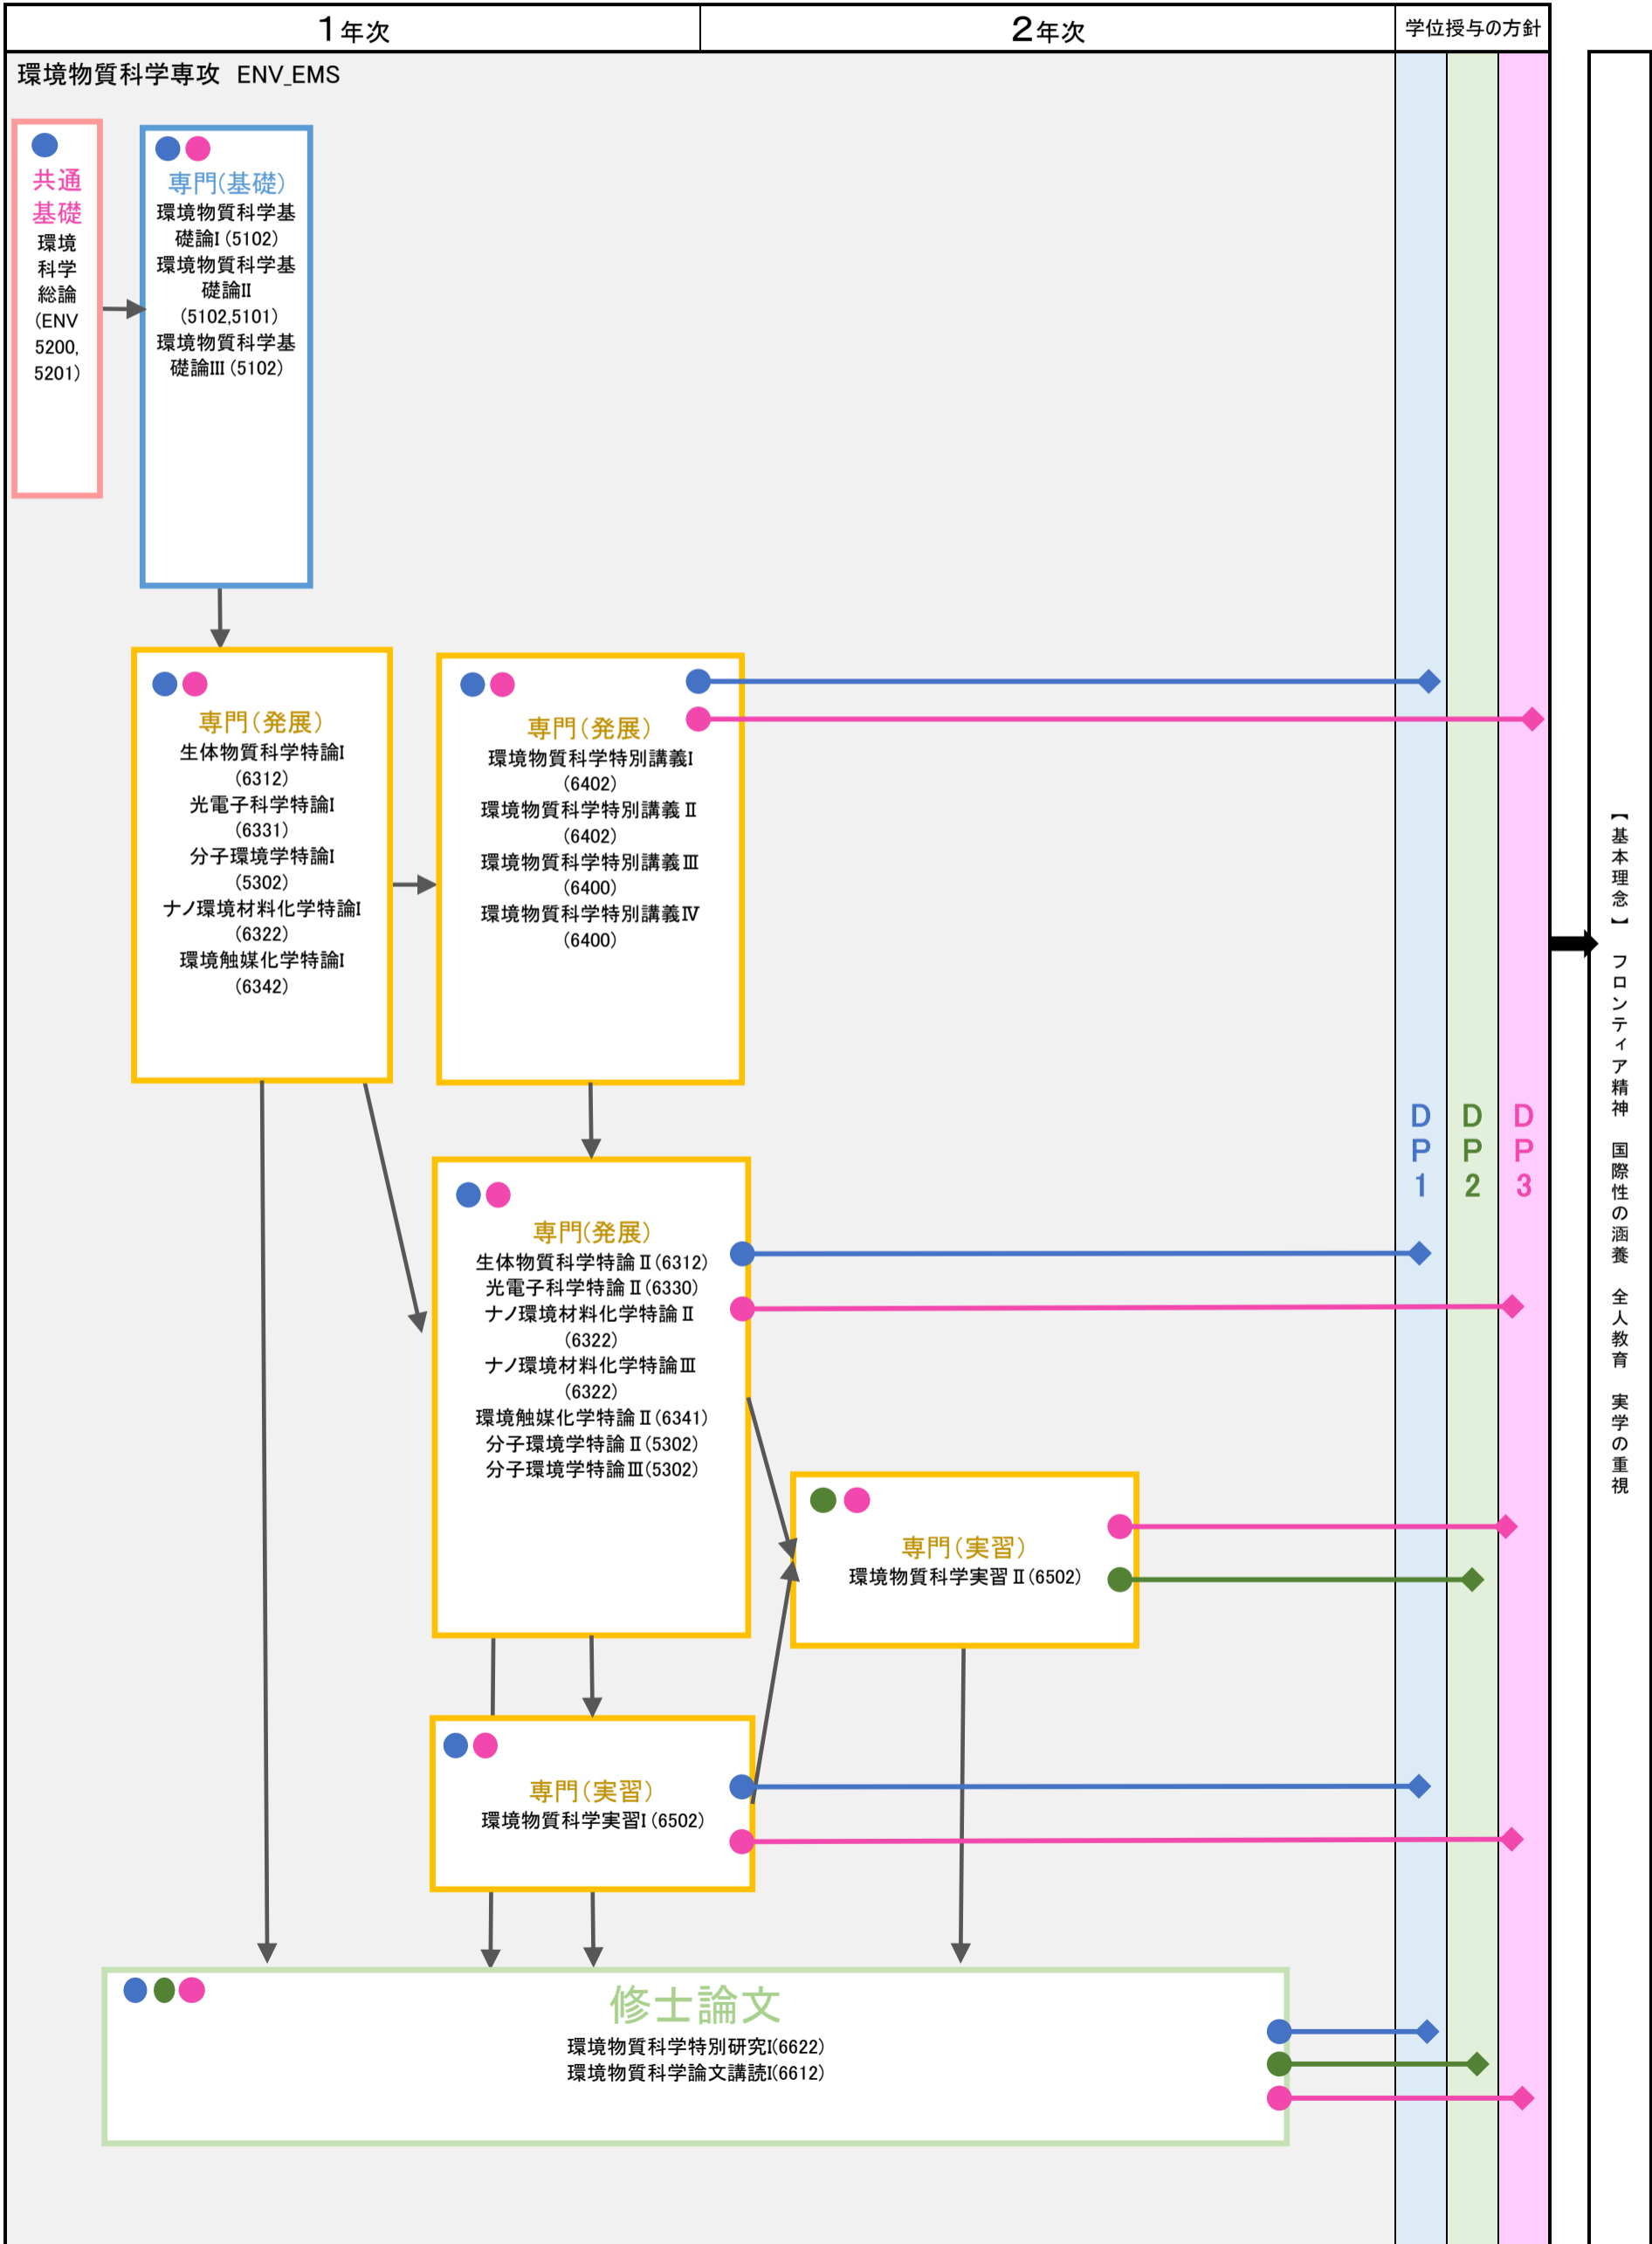 1年次
2年次
学位授与の方針
環境物質科学専攻 ENV_EMS
共通
基礎
環境
科学
総論
(ENV
5200,
5201)
専門(基礎)
環境物質科学基
礎論I (5102)
環境物質科学基
礎論II
(5102,5101)
環境物質科学基
礎論III (5102)
専門(発展)
生体物質科学特論I
(6312)
光電子科学特論I
(6331)
分子環境学特論I
(5302)
ナノ環境材料化学特論I
(6322)
環境触媒化学特論I
(6342)
専門(発展)
環境物質科学特別講義I
(6402)
環境物質科学特別講義Ⅱ
(6402)
環境物質科学特別講義Ⅲ
(6400)
環境物質科学特別講義Ⅳ
(6400)
専門(発展)
生体物質科学特論Ⅱ(6312)
光電子科学特論Ⅱ(6330)
ナノ環境材料化学特論Ⅱ
(6322)
ナノ環境材料化学特論Ⅲ
(6322)
環境触媒化学特論Ⅱ(6341)
分子環境学特論Ⅱ(5302)
分子環境学特論Ⅲ(5302)
専門(実習)
環境物質科学実習Ⅱ(6502)
専門(実習)
環境物質科学実習I (6502)
修士論文
環境物質科学特別研究I(6622)
環境物質科学論文講読I(6612)
DP1
DP2
DP3
【基本理念】 フロンティア精神 国際性の涵養 全人教育 実学の重視